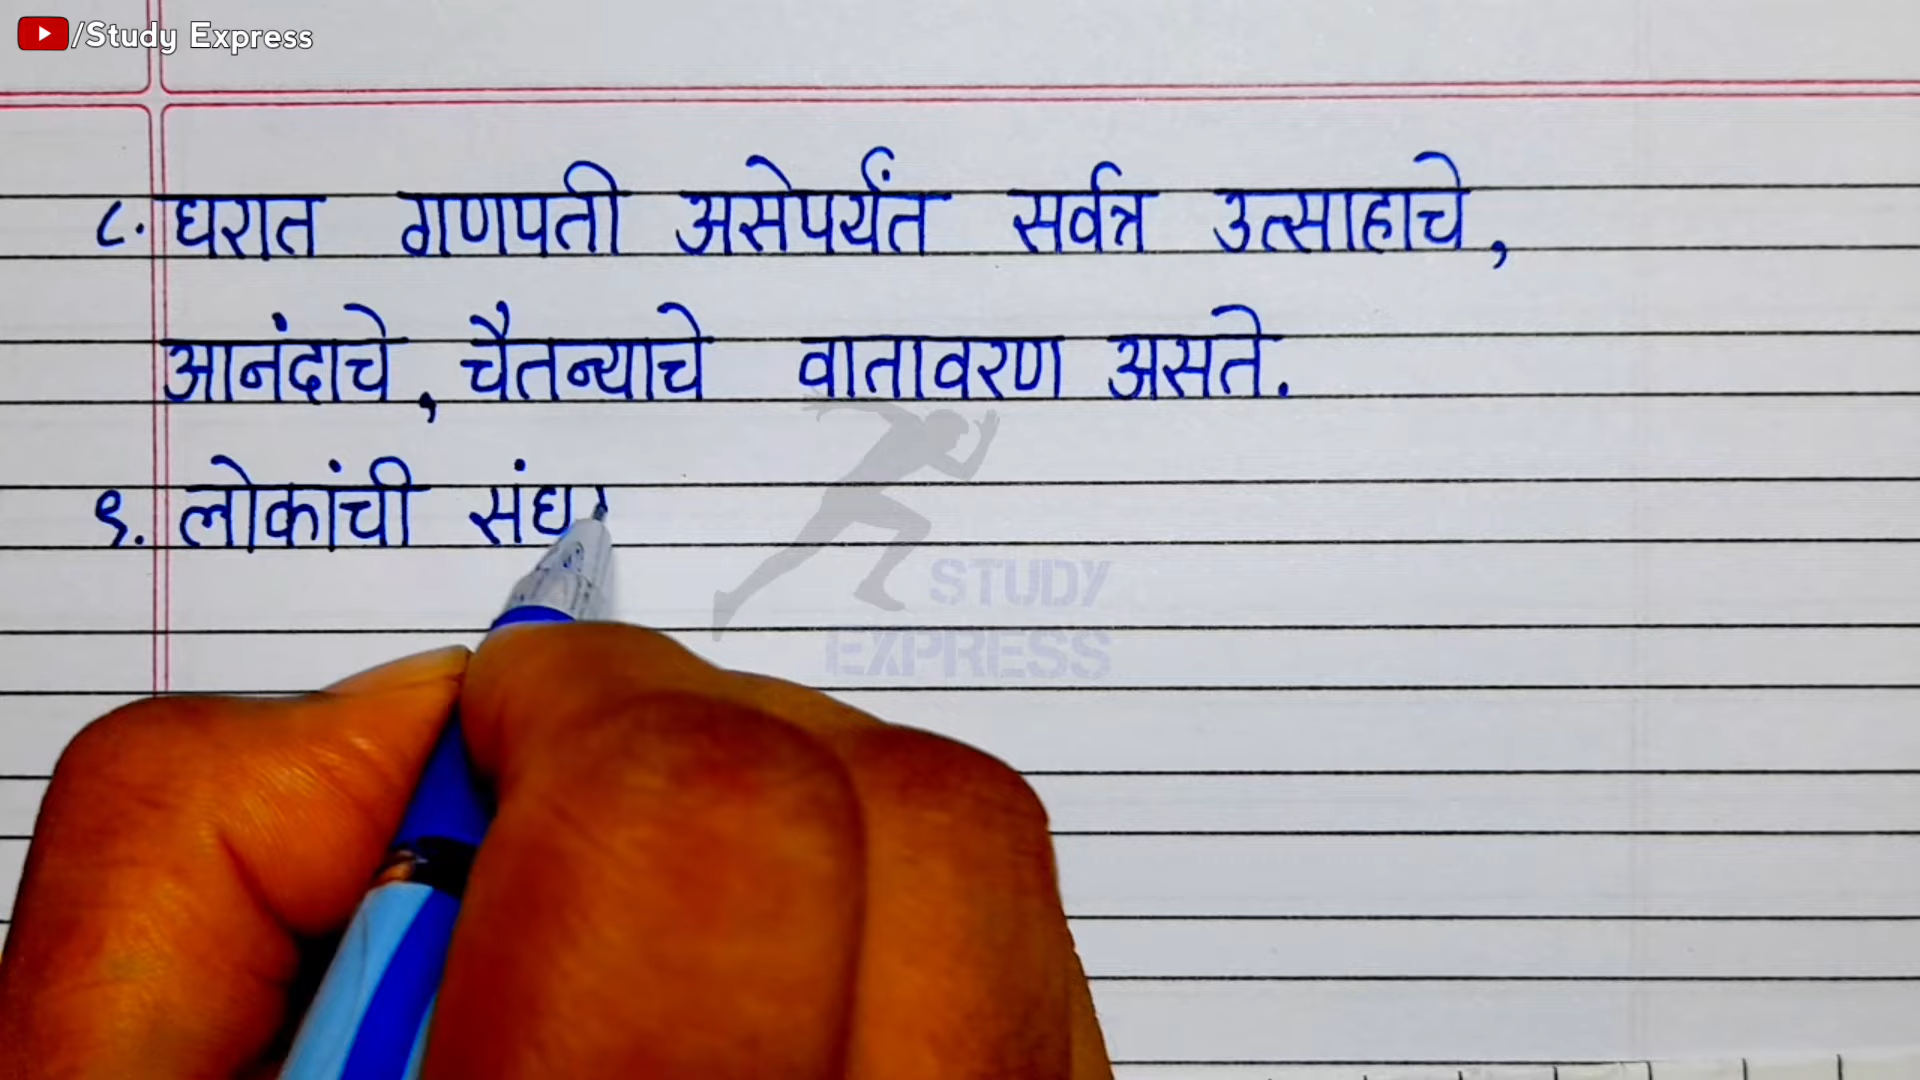 /Study Express
८. घरात गणपती असेपर्यंत सर्वत्र उत्साहाचे,
आनंदाचे, चैतन्याचे वातावरण असते.
९. लोकांची
STUDY
EXPRESS